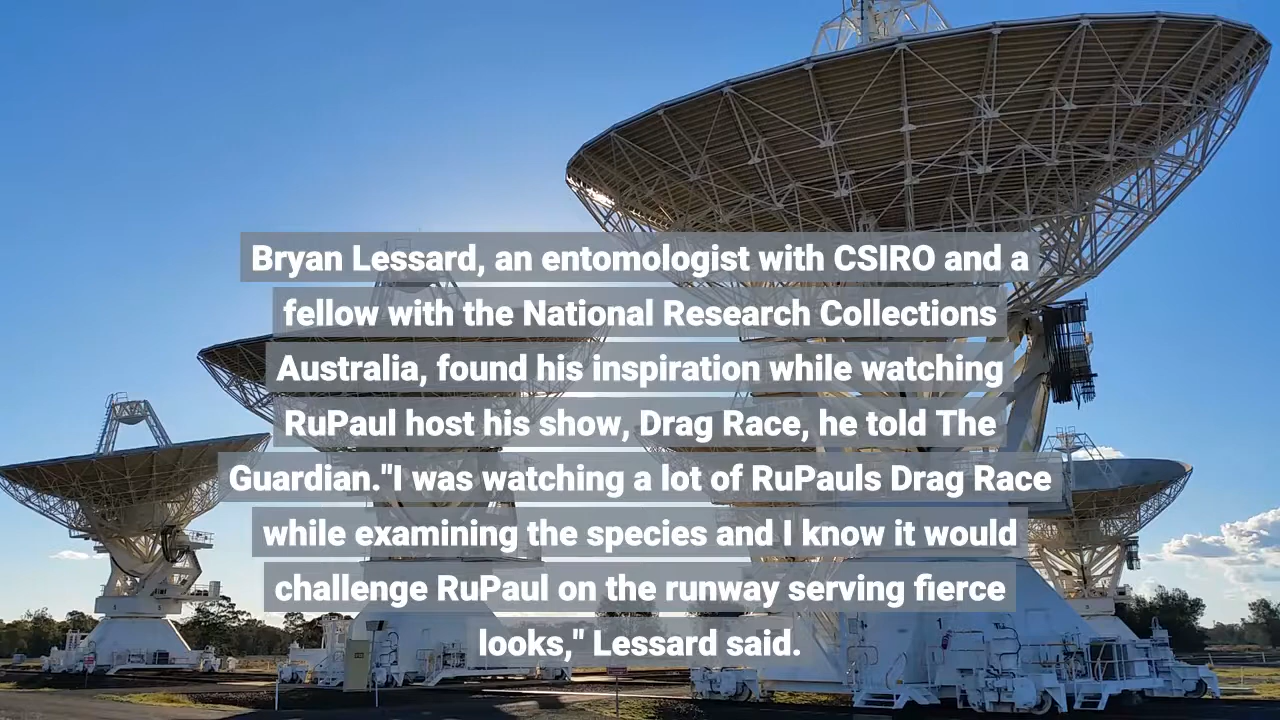 Bryan Lessard, an entomologist with CSIRO and a
fellow with the National Research Collections
Australia, found his inspiration while watching
RuPaul host his show, Drag Race, he told The
Guardian."I was watching a lot of RuPauls Drag Race
while examining the species and I know it would
challenge RuPaul on the runway serving fierce
looks," Lessard said.